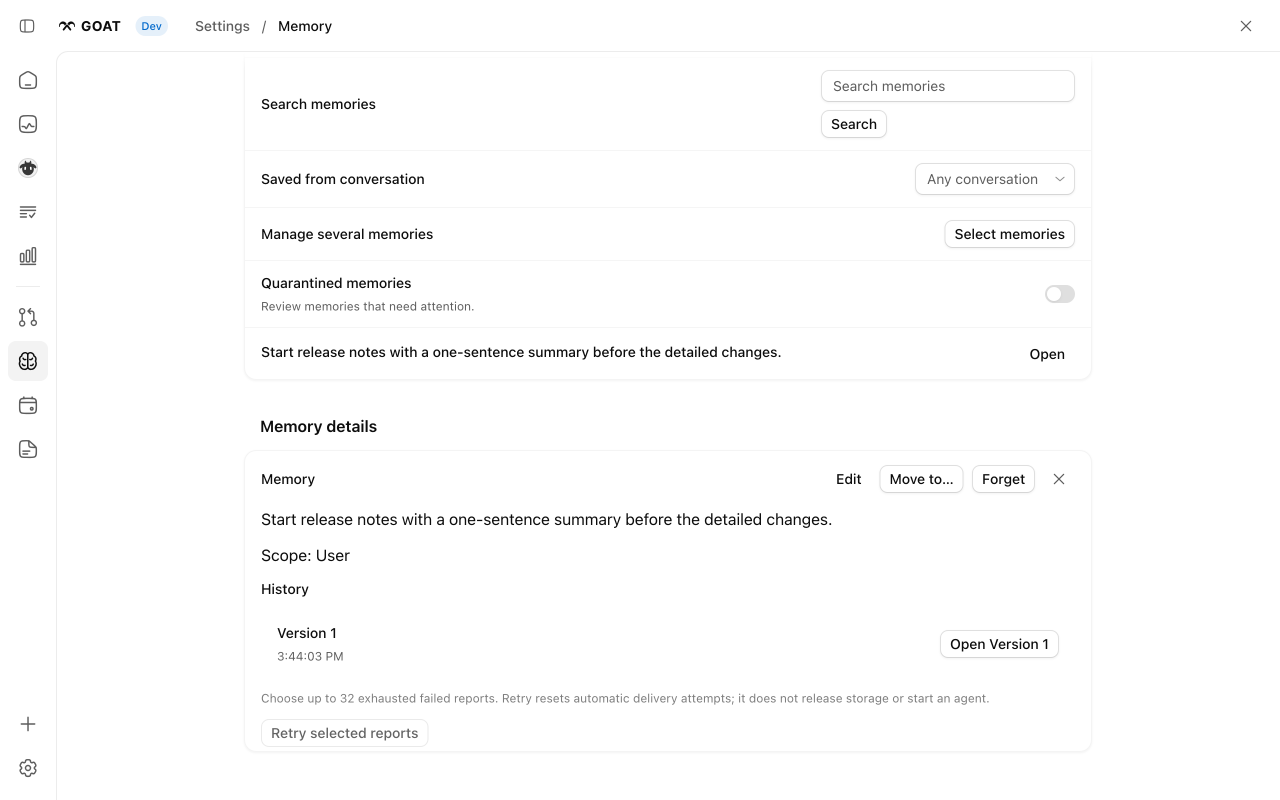 GOAT
Dev
Settings / Memory
Search memories
Search memories
Search
Saved from conversation
Any conversation
Manage several memories
Select memories
Quarantined memories
Review memories that need attention.
Start release notes with a one-sentence summary before the detailed changes.
Open
Memory details
Memory
Edit
Move to...
Forget
Start release notes with a one-sentence summary before the detailed changes.
Scope: User
History
Version 1
3:44:03 PM
Open Version 1
Choose up to 32 exhausted failed reports. Retry resets automatic delivery attempts; it does not release storage or start an agent.
Retry selected reports